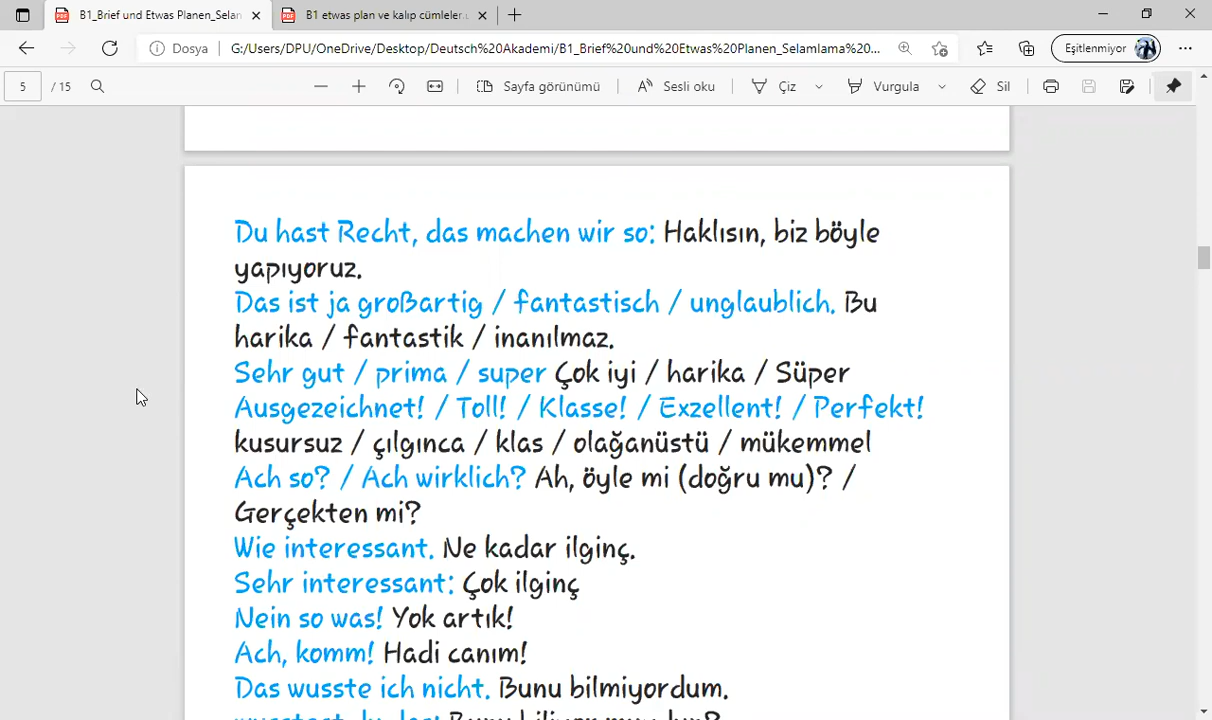 B1_Brief und Etwas Planen_Selam
B1 etwas plan ve kalıp cümleler.
Dosya
G:/Users/DPU/OneDrive/Desktop/Deutsch%20Akademi/B1_Brief%20und%20Etwas%20Planen_Selamlama%20...
Eşitlenmiyor
5 / 15
Sayfa görünümü
Sesli oku
Çiz
Vurgula
Sil
Du hast Recht, das machen wir so: Haklısın, biz böyle
yapıyoruz.
Das ist ja großartig / fantastisch / unglaublich. Bu
harika / fantastik / inanılmaz.
Sehr gut / prima / super Çok iyi / harika / Süper
Ausgezeichnet! / Toll! / Klasse! / Exzellent! / Perfekt!
kusursuz / çılgınca / klas / olağanüstü / mükemmel
Ach so? / Ach wirklich? Ah, öyle mi (doğru mu)? /
Gerçekten mi?
Wie interessant. Ne kadar ilginç.
Sehr interessant: Çok ilginç
Nein so was! Yok artık!
Ach, komm! Hadi canım!
Das wusste ich nicht. Bunu bilmiyordum.